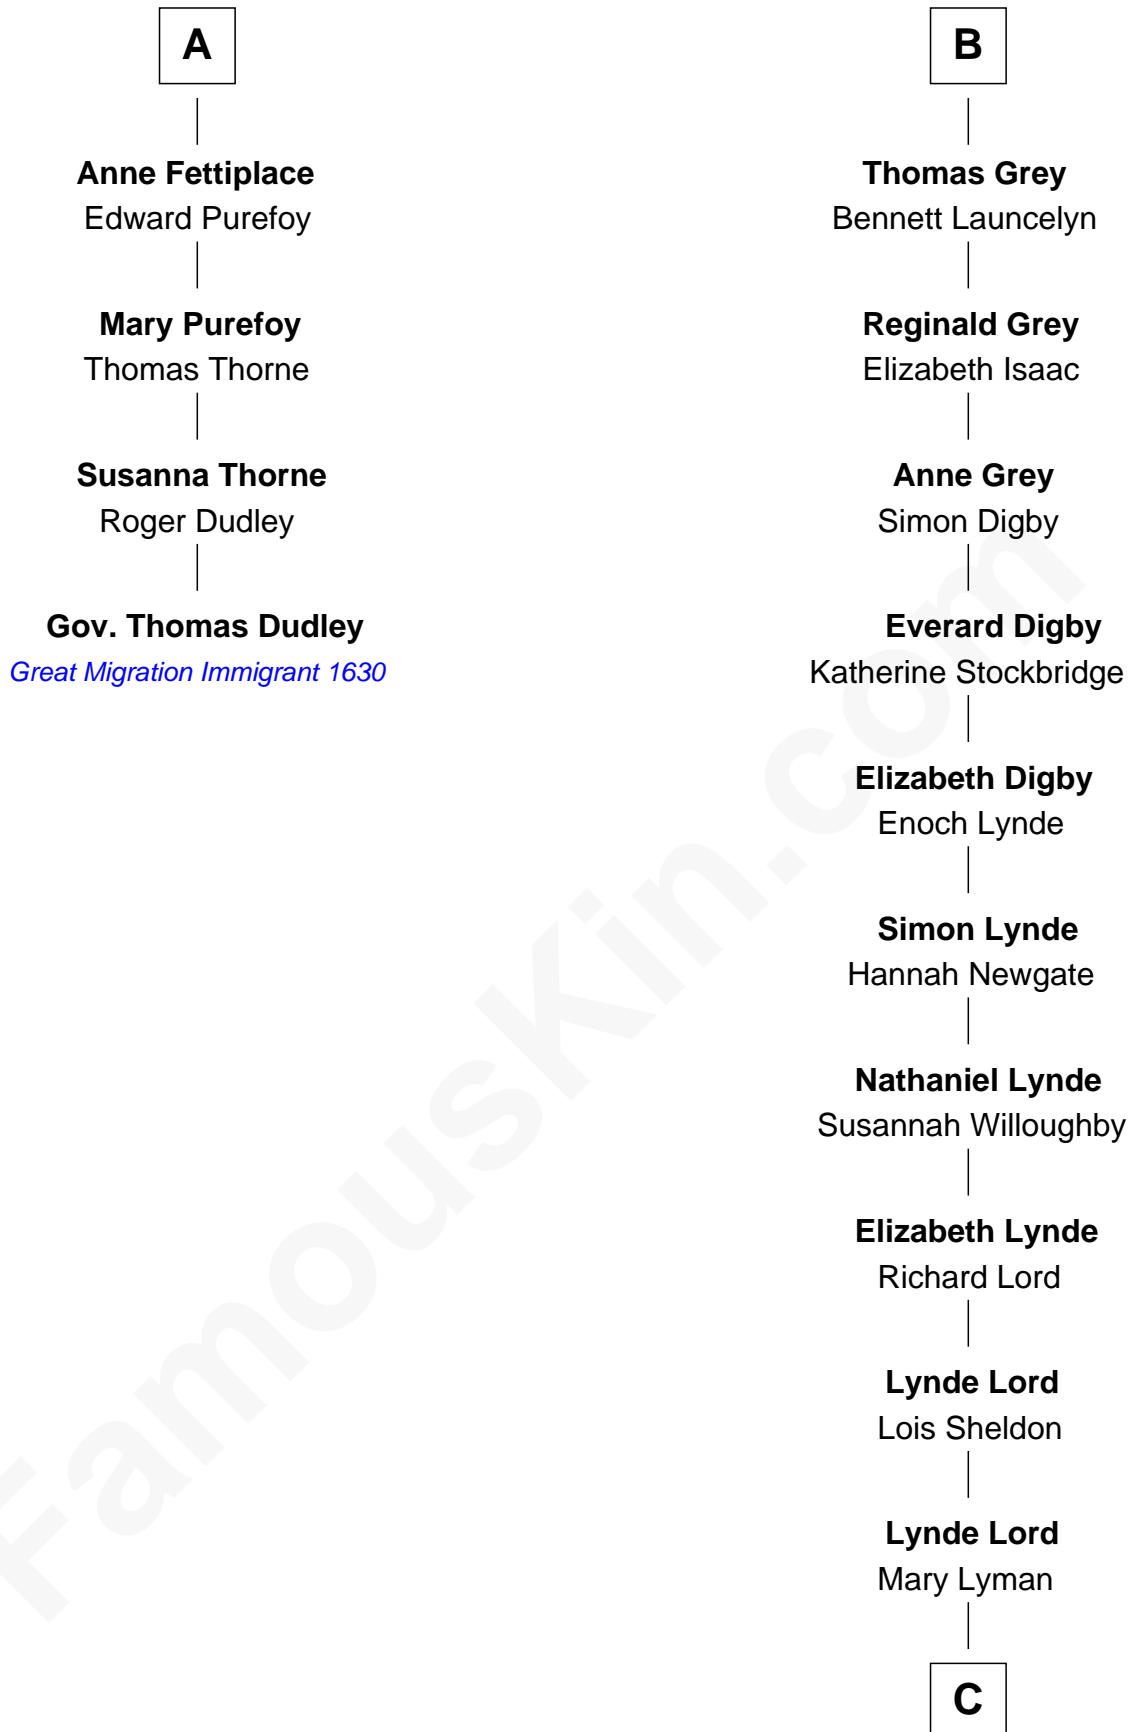 A
Anne Fettiplace
Edward Purefoy
Mary Purefoy
Thomas Thorne
Susanna Thorne
Roger Dudley
Gov. Thomas Dudley
Great Migration Immigrant 1630
B
Thomas Grey
Bennett Launcelyn
Reginald Grey
Elizabeth Isaac
Anne Grey
Simon Digby
Everard Digby
Katherine Stockbridge
Elizabeth Digby
Enoch Lynde
Simon Lynde
Hannah Newgate
Nathaniel Lynde
Susannah Willoughby
Elizabeth Lynde
Richard Lord
Lynde Lord
Lois Sheldon
Lynde Lord
Mary Lyman
C
FamousKin.com